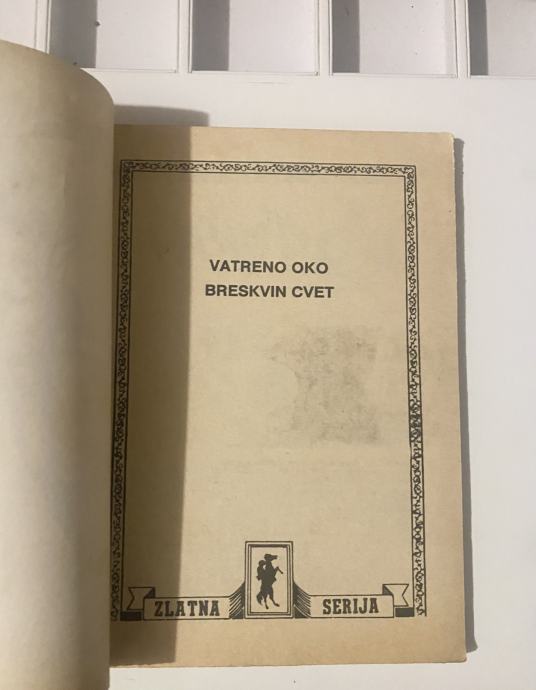 VATRENO OKO
BRESKVIN CVET
ZLATNA SERIJA